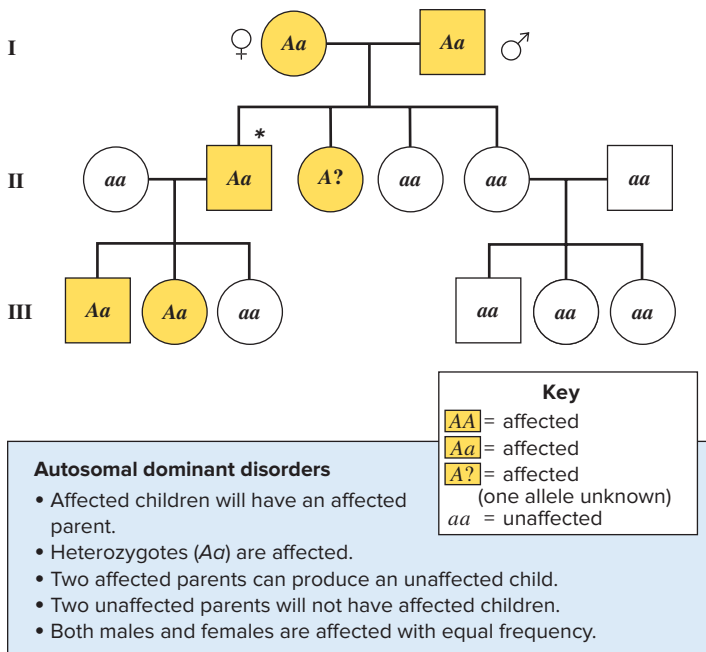 I
♀
Aa
Aa
♂
*
II
aa
Aa
A?
aa
aa
aa
III
Aa
Aa
aa
aa
aa
aa
Key
AA = affected
Aa = affected
A? = affected
(one allele unknown)
aa = unaffected
Autosomal dominant disorders
• Affected children will have an affected
parent.
• Heterozygotes (Aa) are affected.
• Two affected parents can produce an unaffected child.
• Two unaffected parents will not have affected children.
• Both males and females are affected with equal frequency.